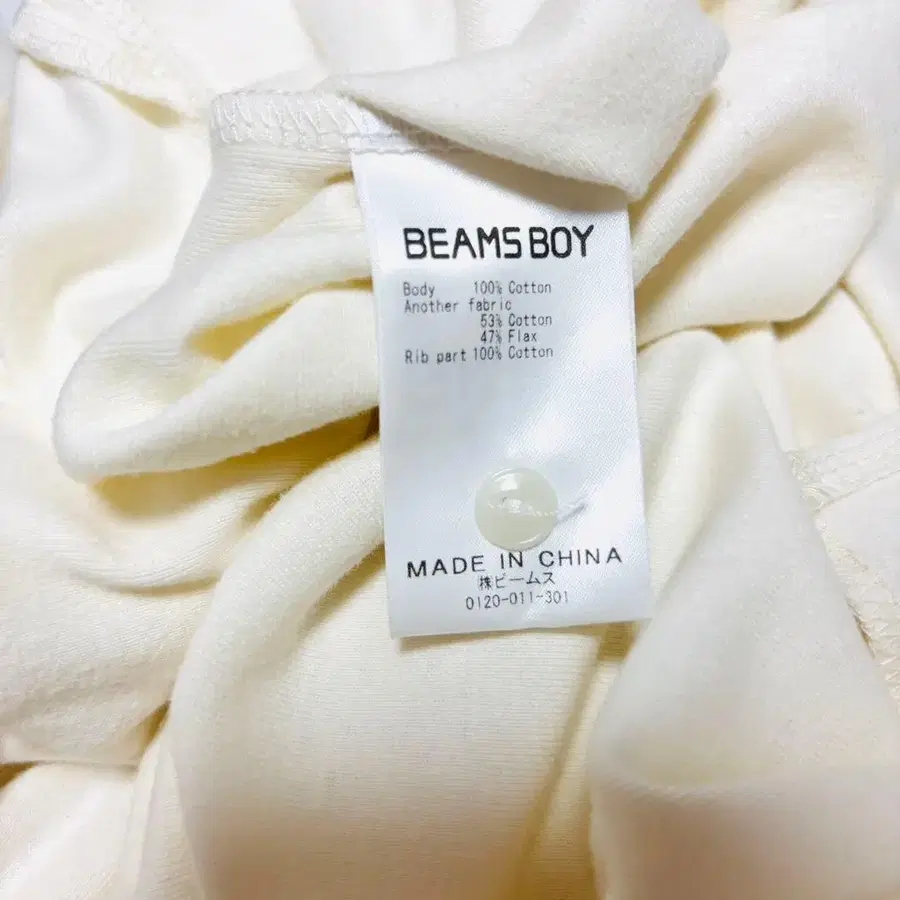 BEAMS BOY
Body 100% Cotton
Another fabric
53% Cotton
47% Flax
Rib part 100% Cotton
MADE IN CHINA
㈱ビームス
0120-011-301